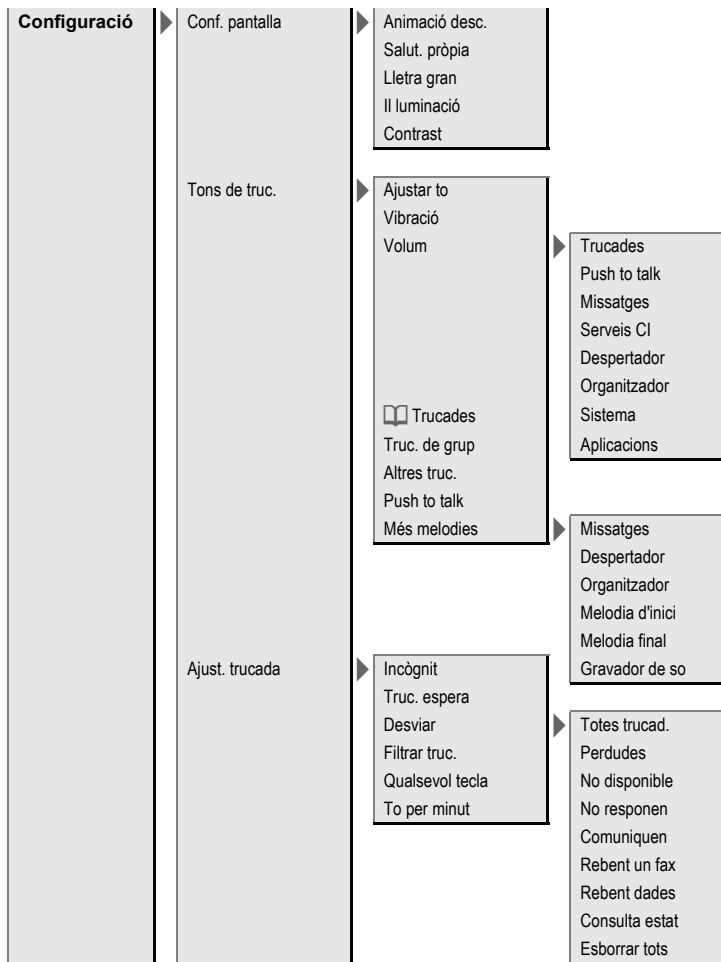 Configuració
Conf. pantalla
Animació desc.
Salut. pròpia
Lletra gran
Il luminació
Contrast
Tons de truc.
Ajustar to
Vibració
Volum
Trucades
Push to talk
Missatges
Serveis CI
Despertador
Organitzador
Sistema
Aplicacions
Trucades
Truc. de grup
Altres truc.
Push to talk
Més melodies
Missatges
Despertador
Organitzador
Melodia d'inici
Melodia final
Gravador de so
Ajust. trucada
Incògnit
Truc. espera
Desviar
Totes trucad.
Perdudes
No disponible
No responen
Comuniquen
Rebent un fax
Rebent dades
Consulta estat
Esborrar tots
Filtrar truc.
Qualsevol tecla
To per minut